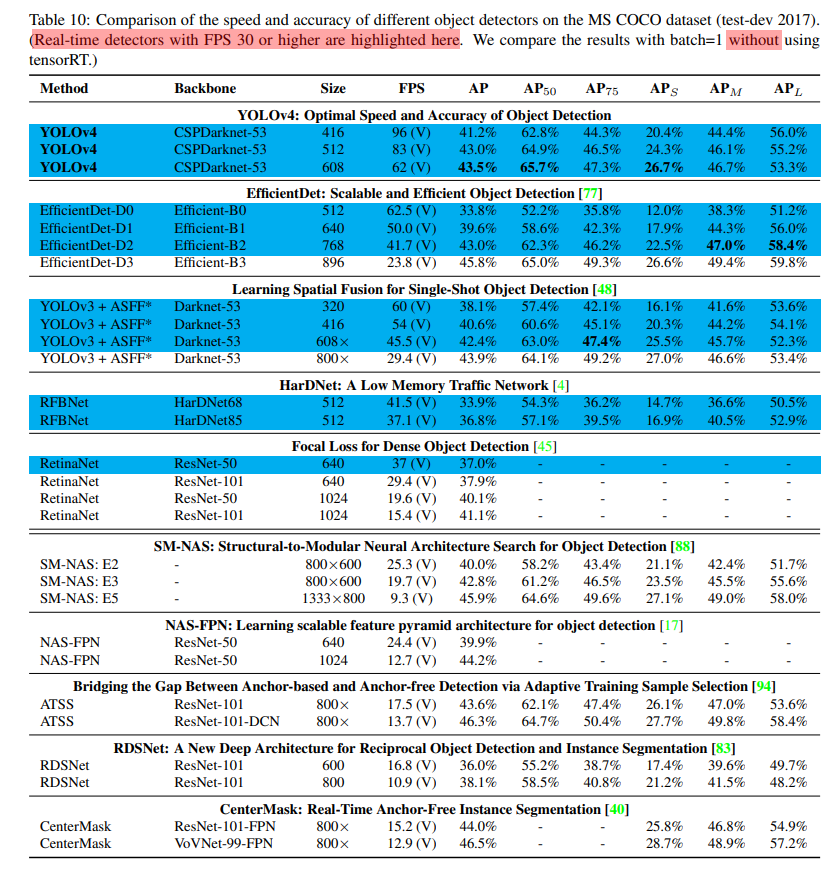 Table 10: Comparison of the speed and accuracy of different object detectors on the MS COCO dataset (test-dev 2017).
(Real-time detectors with FPS 30 or higher are highlighted here. We compare the results with batch=1 without using
tensorRT.)
Method Backbone Size FPS AP AP50 AP75 APS APM APL
YOLOv4: Optimal Speed and Accuracy of Object Detection
YOLOv4 CSPDarknet-53 416 96 (V) 41.2% 62.8% 44.3% 20.4% 44.4% 56.0%
YOLOv4 CSPDarknet-53 512 83 (V) 43.0% 64.9% 46.5% 24.3% 46.1% 55.2%
YOLOv4 CSPDarknet-53 608 62 (V) 43.5% 65.7% 47.3% 26.7% 46.7% 53.3%
EfficientDet: Scalable and Efficient Object Detection [77]
EfficientDet-D0 Efficient-B0 512 62.5 (V) 33.8% 52.2% 35.8% 12.0% 38.3% 51.2%
EfficientDet-D1 Efficient-B1 640 50.0 (V) 39.6% 58.6% 42.3% 17.9% 44.3% 56.0%
EfficientDet-D2 Efficient-B2 768 41.7 (V) 43.0% 62.3% 46.2% 22.5% 47.0% 58.4%
EfficientDet-D3 Efficient-B3 896 23.8 (V) 45.8% 65.0% 49.3% 26.6% 49.4% 59.8%
Learning Spatial Fusion for Single-Shot Object Detection [48]
YOLOv3 + ASFF* Darknet-53 320 60 (V) 38.1% 57.4% 42.1% 16.1% 41.6% 53.6%
YOLOv3 + ASFF* Darknet-53 416 54 (V) 40.6% 60.6% 45.1% 20.3% 44.2% 54.1%
YOLOv3 + ASFF* Darknet-53 608× 45.5 (V) 42.4% 63.0% 47.4% 25.5% 45.7% 52.3%
YOLOv3 + ASFF* Darknet-53 800× 29.4 (V) 43.9% 64.1% 49.2% 27.0% 46.6% 53.4%
HarDNet: A Low Memory Traffic Network [4]
RFBNet HarDNet68 512 41.5 (V) 33.9% 54.3% 36.2% 14.7% 36.6% 50.5%
RFBNet HarDNet85 512 37.1 (V) 36.8% 57.1% 39.5% 16.9% 40.5% 52.9%
Focal Loss for Dense Object Detection [45]
RetinaNet ResNet-50 640 37 (V) 37.0% - - - - -
RetinaNet ResNet-101 640 29.4 (V) 37.9% - - - - -
RetinaNet ResNet-50 1024 19.6 (V) 40.1% - - - - -
RetinaNet ResNet-101 1024 15.4 (V) 41.1% - - - - -
SM-NAS: Structural-to-Modular Neural Architecture Search for Object Detection [88]
SM-NAS: E2 - 800×600 25.3 (V) 40.0% 58.2% 43.4% 21.1% 42.4% 51.7%
SM-NAS: E3 - 800×600 19.7 (V) 42.8% 61.2% 46.5% 23.5% 45.5% 55.6%
SM-NAS: E5 - 1333×800 9.3 (V) 45.9% 64.6% 49.6% 27.1% 49.0% 58.0%
NAS-FPN: Learning scalable feature pyramid architecture for object detection [17]
NAS-FPN ResNet-50 640 24.4 (V) 39.9% - - - - -
NAS-FPN ResNet-50 1024 12.7 (V) 44.2% - - - - -
Bridging the Gap Between Anchor-based and Anchor-free Detection via Adaptive Training Sample Selection [94]
ATSS ResNet-101 800× 17.5 (V) 43.6% 62.1% 47.4% 26.1% 47.0% 53.6%
ATSS ResNet-101-DCN 800× 13.7 (V) 46.3% 64.7% 50.4% 27.7% 49.8% 58.4%
RDSNet: A New Deep Architecture for Reciprocal Object Detection and Instance Segmentation [83]
RDSNet ResNet-101 600 16.8 (V) 36.0% 55.2% 38.7% 17.4% 39.6% 49.7%
RDSNet ResNet-101 800 10.9 (V) 38.1% 58.5% 40.8% 21.2% 41.5% 48.2%
CenterMask: Real-Time Anchor-Free Instance Segmentation [40]
CenterMask ResNet-101-FPN 800× 15.2 (V) 44.0% - - 25.8% 46.8% 54.9%
CenterMask VoVNet-99-FPN 800× 12.9 (V) 46.5% - - 28.7% 48.9% 57.2%